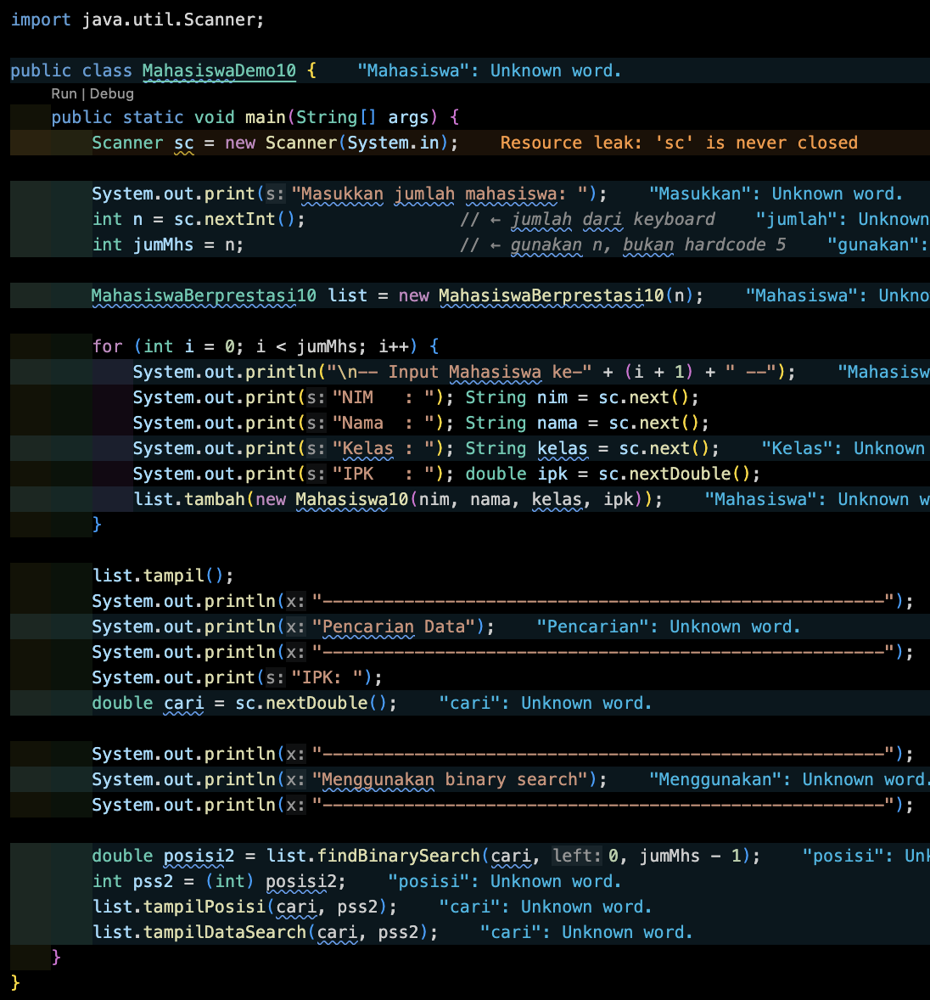 import java.util.Scanner;
public class MahasiswaDemo10 {    "Mahasiswa": Unknown word.
Run | Debug
public static void main(String[] args) {
Scanner sc = new Scanner(System.in);    Resource leak: 'sc' is never closed
System.out.print(s: "Masukkan jumlah mahasiswa: ");    "Masukkan": Unknown word.
int n = sc.nextInt();    // ← jumlah dari keyboard    "jumlah": Unknown
int jumMhs = n;    // ← gunakan n, bukan hardcode 5    "gunakan":
MahasiswaBerprestasi10 list = new MahasiswaBerprestasi10(n);    "Mahasiswa": Unkno
for (int i = 0; i < jumMhs; i++) {
System.out.println("\n-- Input Mahasiswa ke-" + (i + 1) + " --");    "Mahasisw
System.out.print(s: "NIM   : "); String nim = sc.next();
System.out.print(s: "Nama  : "); String nama = sc.next();
System.out.print(s: "Kelas : "); String kelas = sc.next();    "Kelas": Unknown
System.out.print(s: "IPK   : "); double ipk = sc.nextDouble();
list.tambah(new Mahasiswa10(nim, nama, kelas, ipk));    "Mahasiswa": Unknown w
}
list.tampil();
System.out.println(x: "-------------------------------------------------------");
System.out.println(x: "Pencarian Data");    "Pencarian": Unknown word.
System.out.println(x: "-------------------------------------------------------");
System.out.print(s: "IPK: ");
double cari = sc.nextDouble();    "cari": Unknown word.
System.out.println(x: "-------------------------------------------------------");
System.out.println(x: "Menggunakan binary search");    "Menggunakan": Unknown word.
System.out.println(x: "-------------------------------------------------------");
double posisi2 = list.findBinarySearch(cari, left: 0, jumMhs - 1);    "posisi": Unk
int pss2 = (int) posisi2;    "posisi": Unknown word.
list.tampilPosisi(cari, pss2);    "cari": Unknown word.
list.tampilDataSearch(cari, pss2);    "cari": Unknown word.
}
}